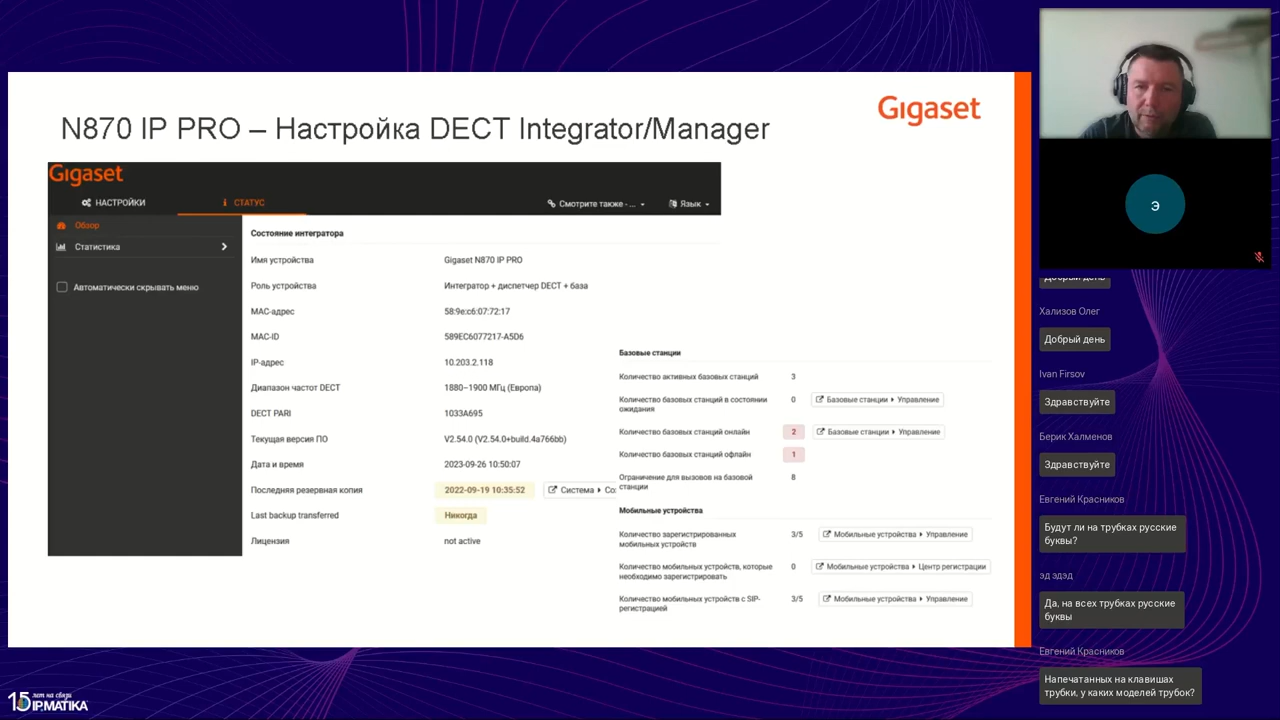 N870 IP PRO – Настройка DECT Integrator/Manager
Gigaset
Gigaset
НАСТРОЙКИ
СТАТУС
Смотрите также - ...
Язык
Обзор
Статистика
Автоматически скрывать меню
Состояние интегратора
Имя устройства Gigaset N870 IP PRO
Роль устройства Интегратор + диспетчер DECT + база
MAC-адрес 58:9e:c6:07:72:17
MAC-ID 589EC6077217-A5D6
IP-адрес 10.203.2.118
Диапазон частот DECT 1880–1900 МГц (Европа)
DECT PARI 1033A695
Текущая версия ПО V2.54.0 (V2.54.0+build.4a766bb)
Дата и время 2023-09-26 10:50:07
Последняя резервная копия 2022-09-19 10:35:52 Система Со
Last backup transferred Никогда
Лицензия not active
Базовые станции
Количество активных базовых станций 3
Количество базовых станций в состоянии
ожидания 0 Базовые станции Управление
Количество базовых станций онлайн 2 Базовые станции Управление
Количество базовых станций офлайн 1
Ограничение для вызовов на базовой
станции 8
Мобильные устройства
Количество зарегистрированных
мобильных устройств 3/5 Мобильные устройства Управление
Количество мобильных устройств, которые
необходимо зарегистрировать 0 Мобильные устройства Центр регистрации
Количество мобильных устройств с SIP-
регистрацией 3/5 Мобильные устройства Управление
15 лет на связи
IPMATIKA
э
Добрый день
Хализов Олег
Добрый день
Ivan Firsov
Здравствуйте
Берик Халменов
Здравствуйте
Евгений Красников
Будут ли на трубках русские
буквы?
эд эдэд
Да, на всех трубках русские
буквы
Евгений Красников
Напечатанных на клавишах
трубки, у каких моделей трубок?